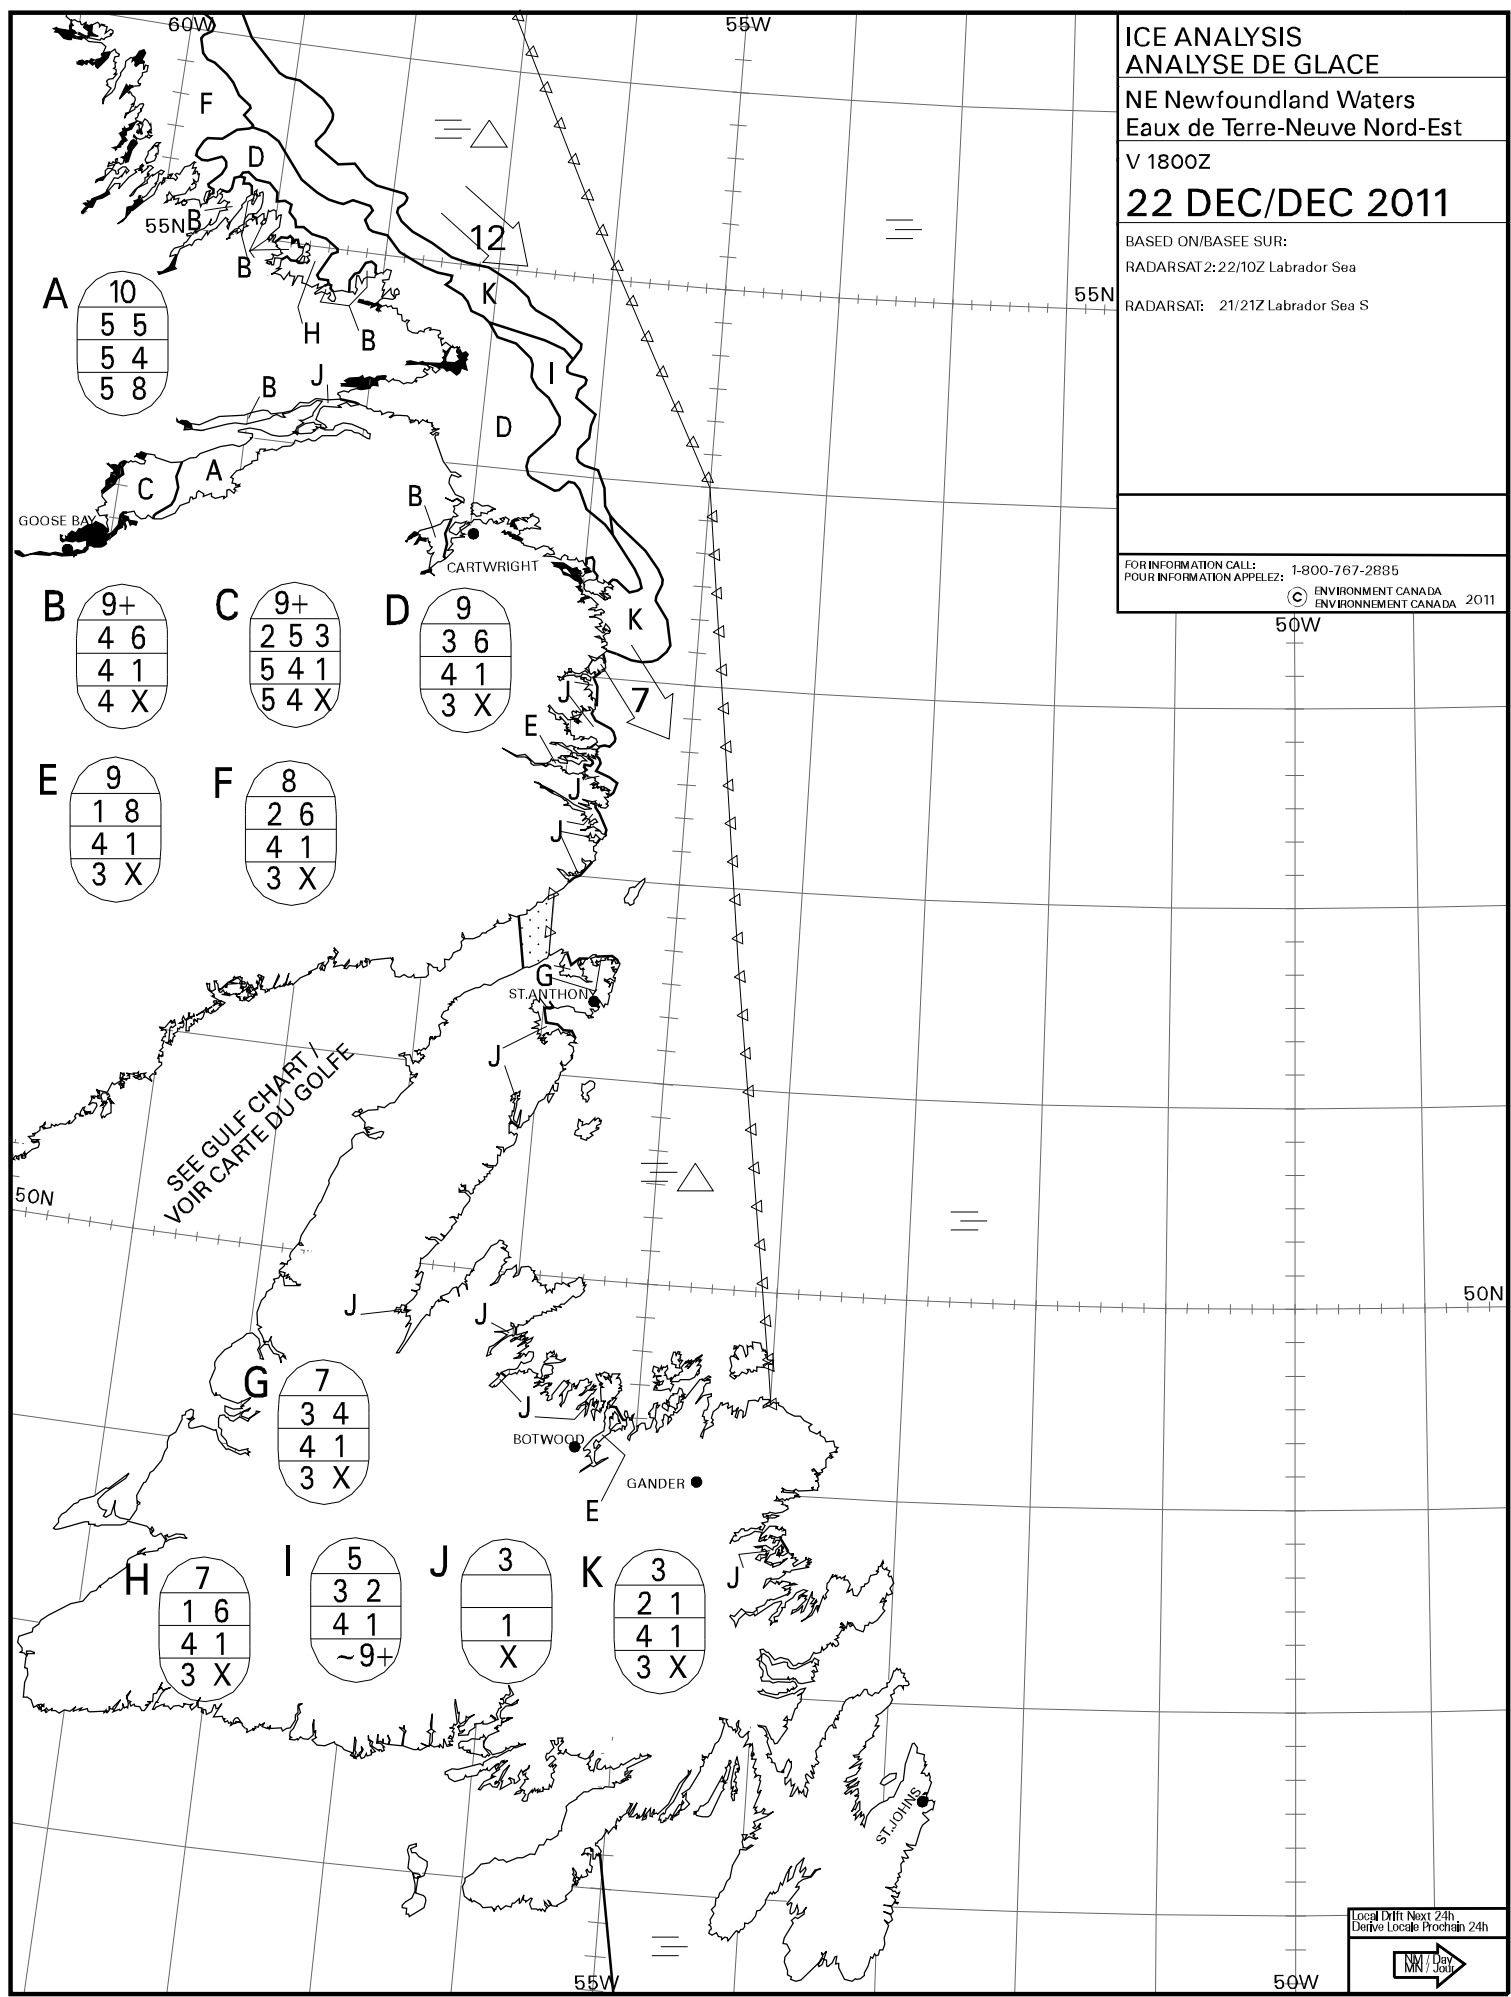 60W
55W
ICE ANALYSIS
ANALYSE DE GLACE
NE Newfoundland Waters
Eaux de Terre-Neuve Nord-Est
V 1800Z
22 DEC/DEC 2011
BASED ON/BASEE SUR:
RADARSAT2: 22/10Z Labrador Sea
RADARSAT: 21/21Z Labrador Sea S
FOR INFORMATION CALL:
POUR INFORMATION APPELEZ: 1-800-767-2885
© ENVIRONMENT CANADA
ENVIRONNEMENT CANADA 2011
F
D
B
55N
B
12
K
55N
H
B
J
B
I
D
A
10
5 5
5 4
5 8
A
C
B
GOOSE BAY
CARTWRIGHT
B
9+
4 6
4 1
4 X
C
9+
2 5 3
5 4 1
5 4 X
D
9
3 6
4 1
3 X
K
50W
J
7
E
J
J
E
9
1 8
4 1
3 X
F
8
2 6
4 1
3 X
G
ST.ANTHONY
J
SEE GULF CHART /
VOIR CARTE DU GOLFE
50N
50N
J
J
J
BOTWOOD
GANDER
E
G
7
3 4
4 1
3 X
H
7
1 6
4 1
3 X
I
5
3 2
4 1
~9+
J
3
1
X
K
3
2 1
4 1
3 X
J
ST.JOHNS
55W
50W
Local Drift Next 24h
Derive Locale Prochain 24h
NM / Day
MN / Jour